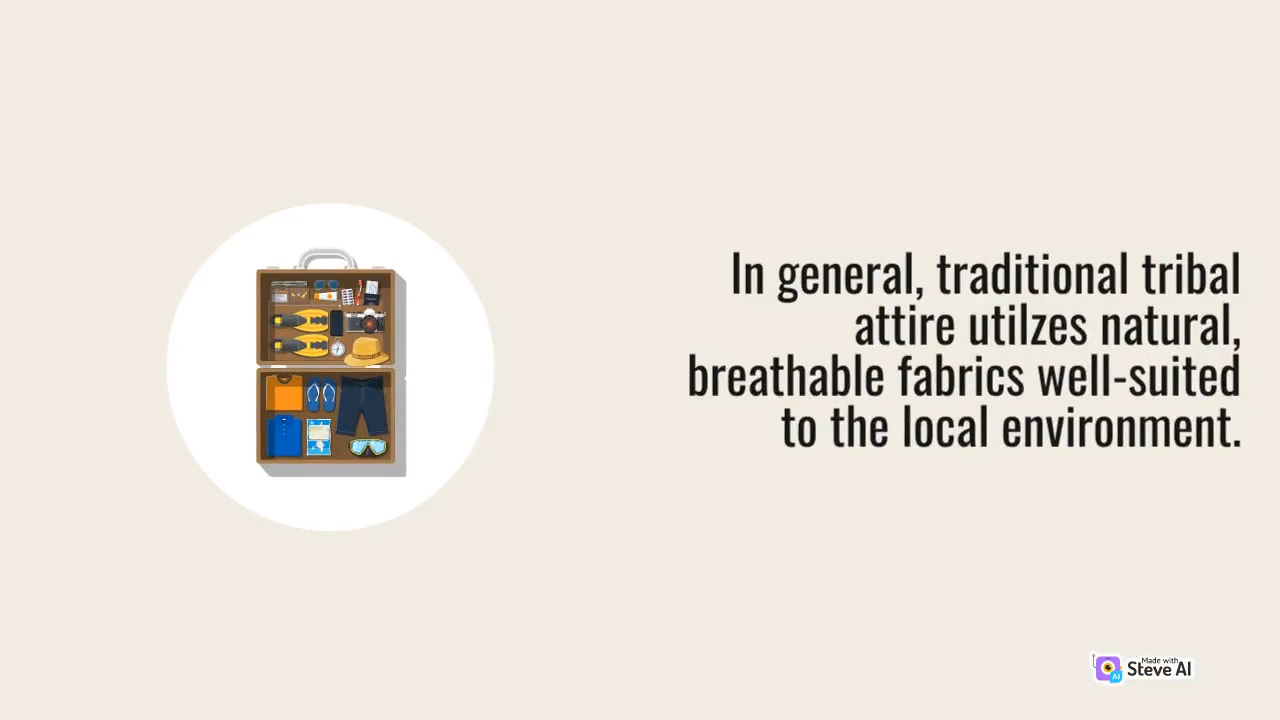 In general, traditional tribal
attire utilzes natural,
breathable fabrics well-suited
to the local environment.
Made with
Steve AI
AI